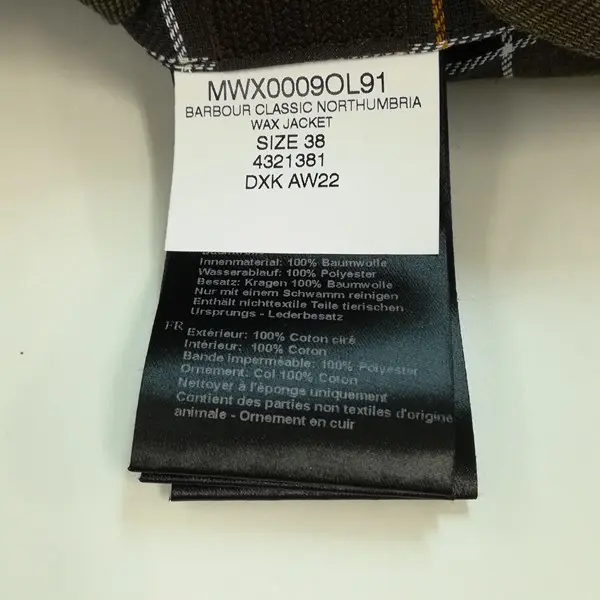 MWX0009OL91
BARBOUR CLASSIC NORTHUMBRIA
WAX JACKET
SIZE 38
4321381
DXK AW22
Innenmaterial: 100% Baumwolle
Wasserablauf: 100% Polyester
Besatz: Kragen 100% Baumwolle
Nur mit einem Schwamm reinigen
Enthält nichttextile Teile tierischen
Ursprungs - Lederbesatz
FR
Extérieur: 100% Coton ciré
Intérieur: 100% Coton
Bande imperméable: 100% Polyester
Ornement: Col 100% Coton
Nettoyer à l'éponge uniquement
Contient des parties non textiles d'origine
animale - Ornement en cuir